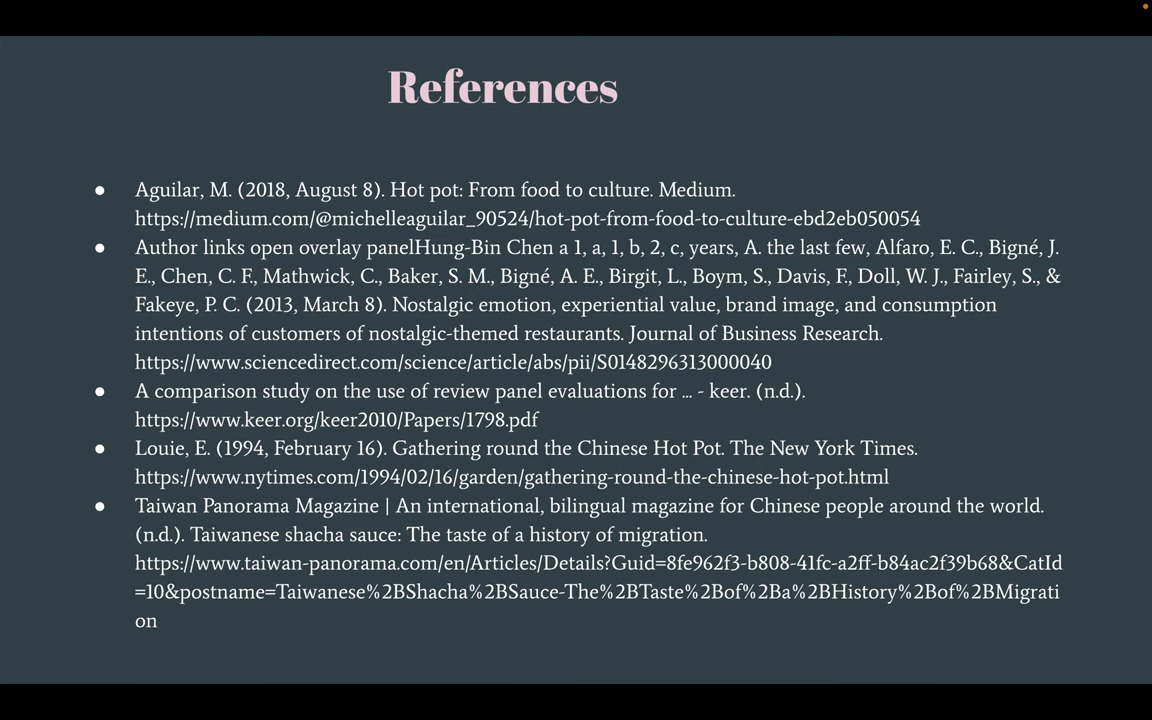 References
● Aguilar, M. (2018, August 8). Hot pot: From food to culture. Medium.
https://medium.com/@michelleaguilar_90524/hot-pot-from-food-to-culture-ebd2eb050054
● Author links open overlay panelHung-Bin Chen a 1, a, 1, b, 2, c, years, A. the last few, Alfaro, E. C., Bigné, J.
E., Chen, C. F., Mathwick, C., Baker, S. M., Bigné, A. E., Birgit, L., Boym, S., Davis, F., Doll, W. J., Fairley, S., &
Fakeye, P. C. (2013, March 8). Nostalgic emotion, experiential value, brand image, and consumption
intentions of customers of nostalgic-themed restaurants. Journal of Business Research.
https://www.sciencedirect.com/science/article/abs/pii/S0148296313000040
● A comparison study on the use of review panel evaluations for ... - keer. (n.d.).
https://www.keer.org/keer2010/Papers/1798.pdf
● Louie, E. (1994, February 16). Gathering round the Chinese Hot Pot. The New York Times.
https://www.nytimes.com/1994/02/16/garden/gathering-round-the-chinese-hot-pot.html
● Taiwan Panorama Magazine | An international, bilingual magazine for Chinese people around the world.
(n.d.). Taiwanese shacha sauce: The taste of a history of migration.
https://www.taiwan-panorama.com/en/Articles/Details?Guid=8fe962f3-b808-41fc-a2ff-b84ac2f39b68&CatId
=10&postname=Taiwanese%2BShacha%2BSauce-The%2BTaste%2Bof%2Ba%2BHistory%2Bof%2BMigrati
on